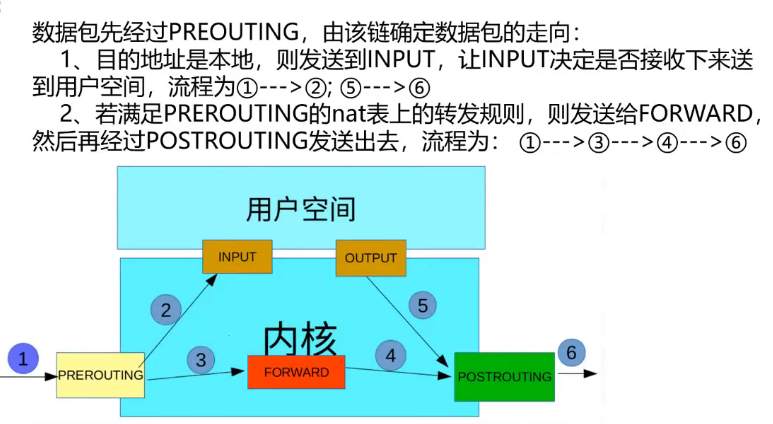 数据包先经过PREOUTING，由该链确定数据包的走向：
1、目的地址是本地，则发送到INPUT，让INPUT决定是否接收下来送
到用户空间，流程为①--->②; ⑤--->⑥
2、若满足PREROUTING的nat表上的转发规则，则发送给FORWARD，
然后再经过POSTROUTING发送出去，流程为： ①--->③--->④--->⑥
用户空间
INPUT
OUTPUT
2
5
内核
1
3
4
6
PREROUTING
FORWARD
POSTROUTING